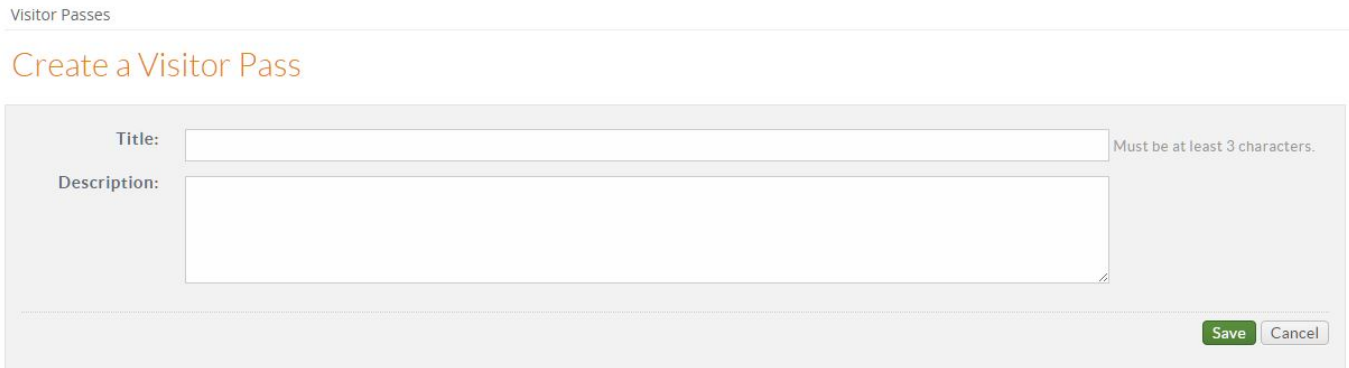 Visitor Passes
Create a Visitor Pass
Title:
Must be at least 3 characters.
Description:
Save Cancel